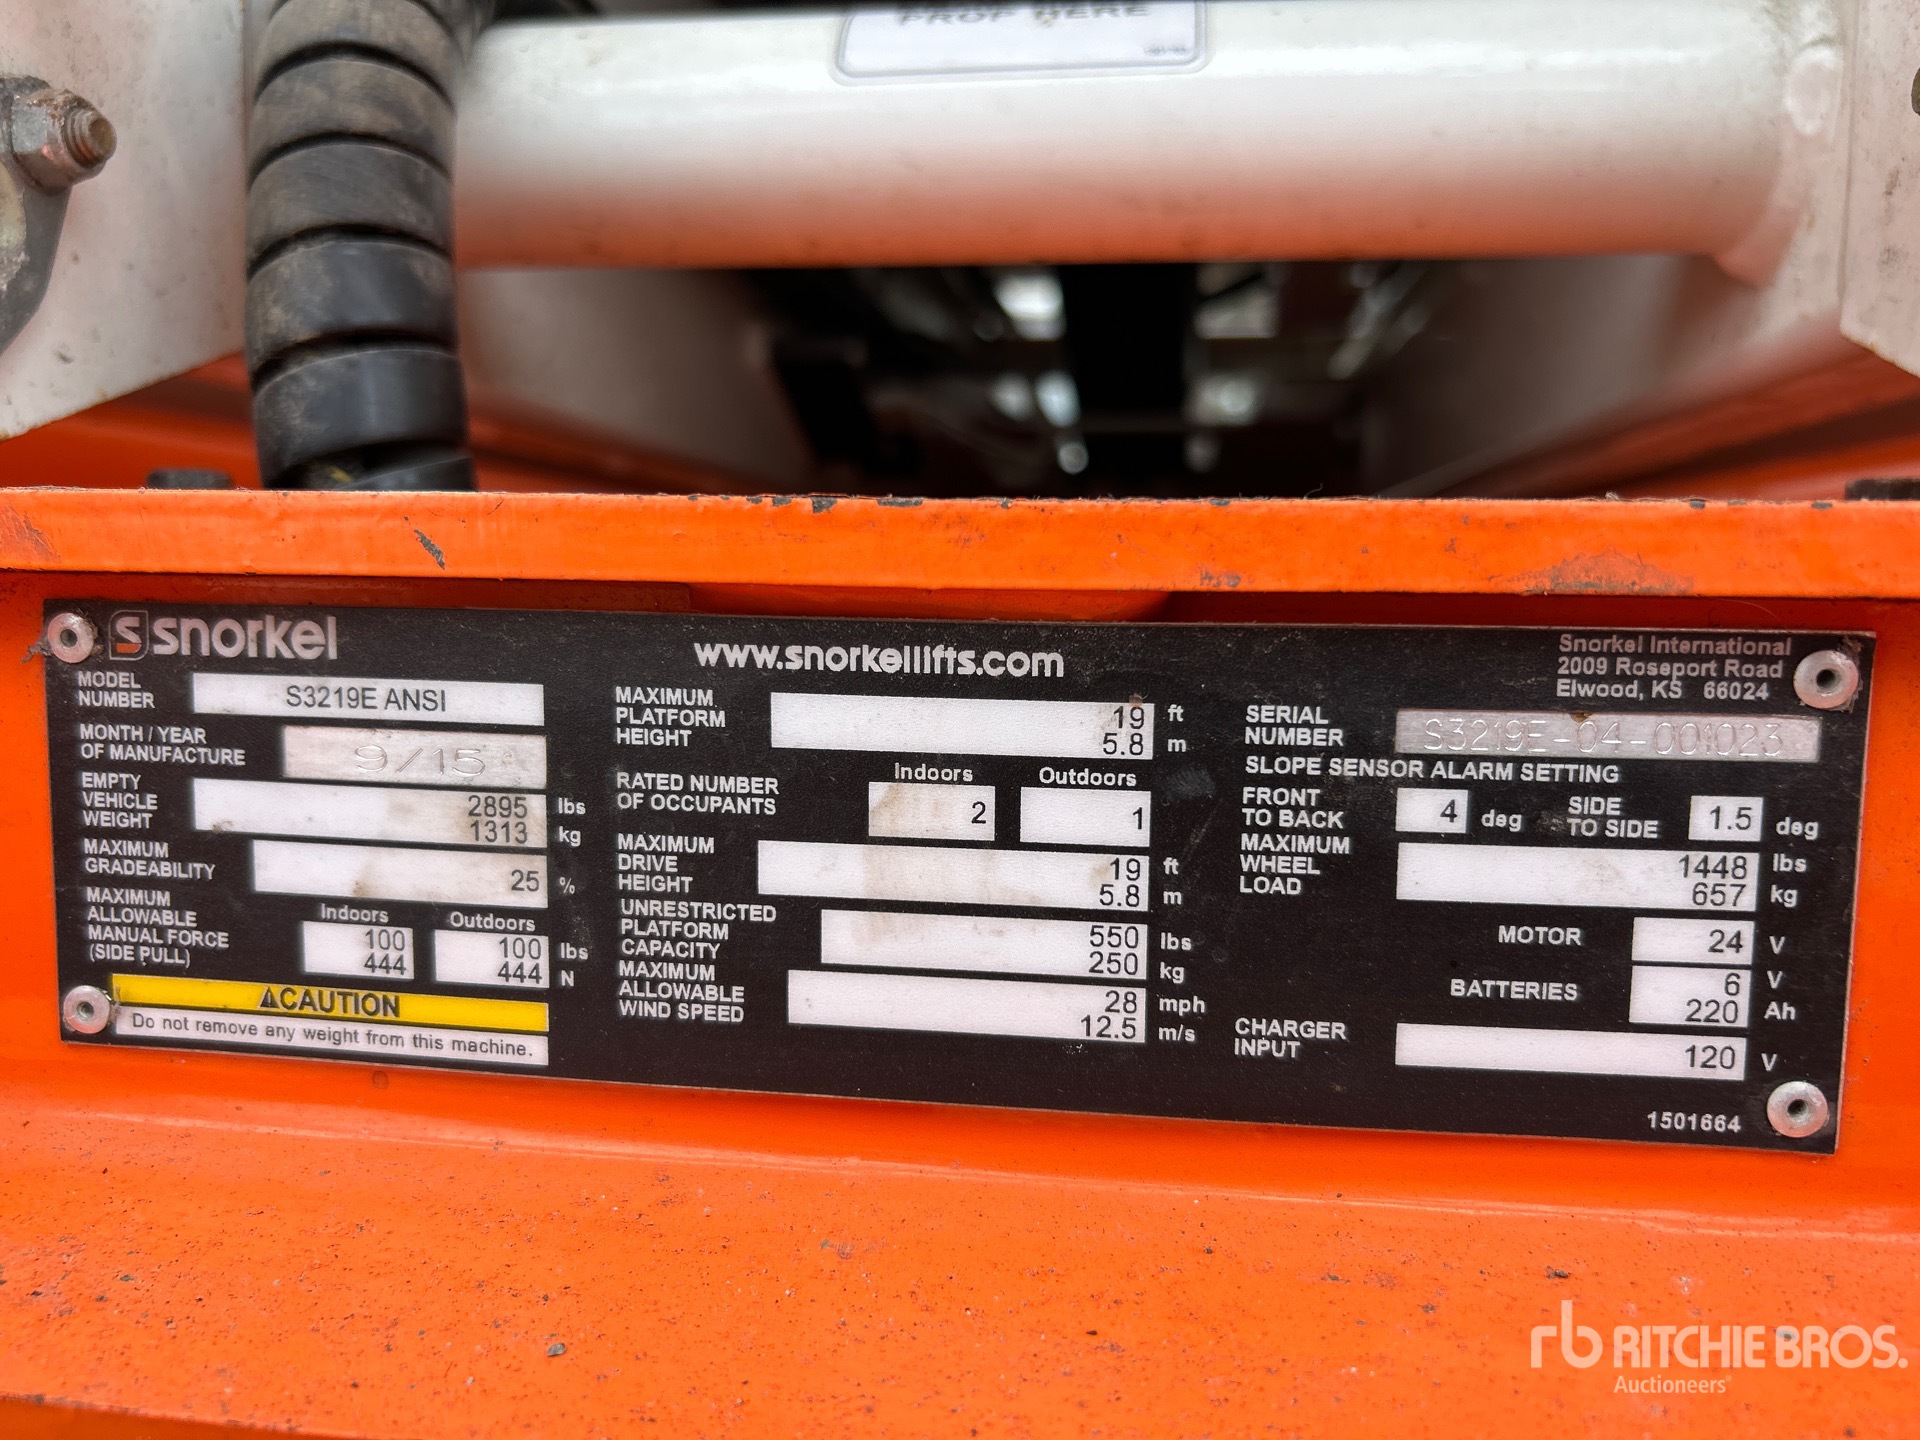 PROP HERE
snorkel
www.snorkellifts.com
Snorkel International
2009 Roseport Road
Elwood, KS 66024
MODEL
NUMBER
S3219E ANSI
MONTH / YEAR
OF MANUFACTURE
9/15
EMPTY
VEHICLE
WEIGHT
2895 lbs
1313 kg
MAXIMUM
GRADEABILITY
25 %
MAXIMUM
ALLOWABLE
MANUAL FORCE
(SIDE PULL)
Indoors
100
444
Outdoors
100 lbs
444 N
CAUTION
Do not remove any weight from this machine.
MAXIMUM
PLATFORM
HEIGHT
19 ft
5.8 m
RATED NUMBER
OF OCCUPANTS
Indoors
2
Outdoors
1
MAXIMUM
DRIVE
HEIGHT
19 ft
5.8 m
UNRESTRICTED
PLATFORM
CAPACITY
550 lbs
250 kg
MAXIMUM
ALLOWABLE
WIND SPEED
28 mph
12.5 m/s
SERIAL
NUMBER
S3219E-04-001023
SLOPE SENSOR ALARM SETTING
FRONT
TO BACK
4 deg
SIDE
TO SIDE
1.5 deg
MAXIMUM
WHEEL
LOAD
1448 lbs
657 kg
MOTOR
24 V
BATTERIES
6 V
220 Ah
CHARGER
INPUT
120 V
1501664
rb RITCHIE BROS.
Auctioneers